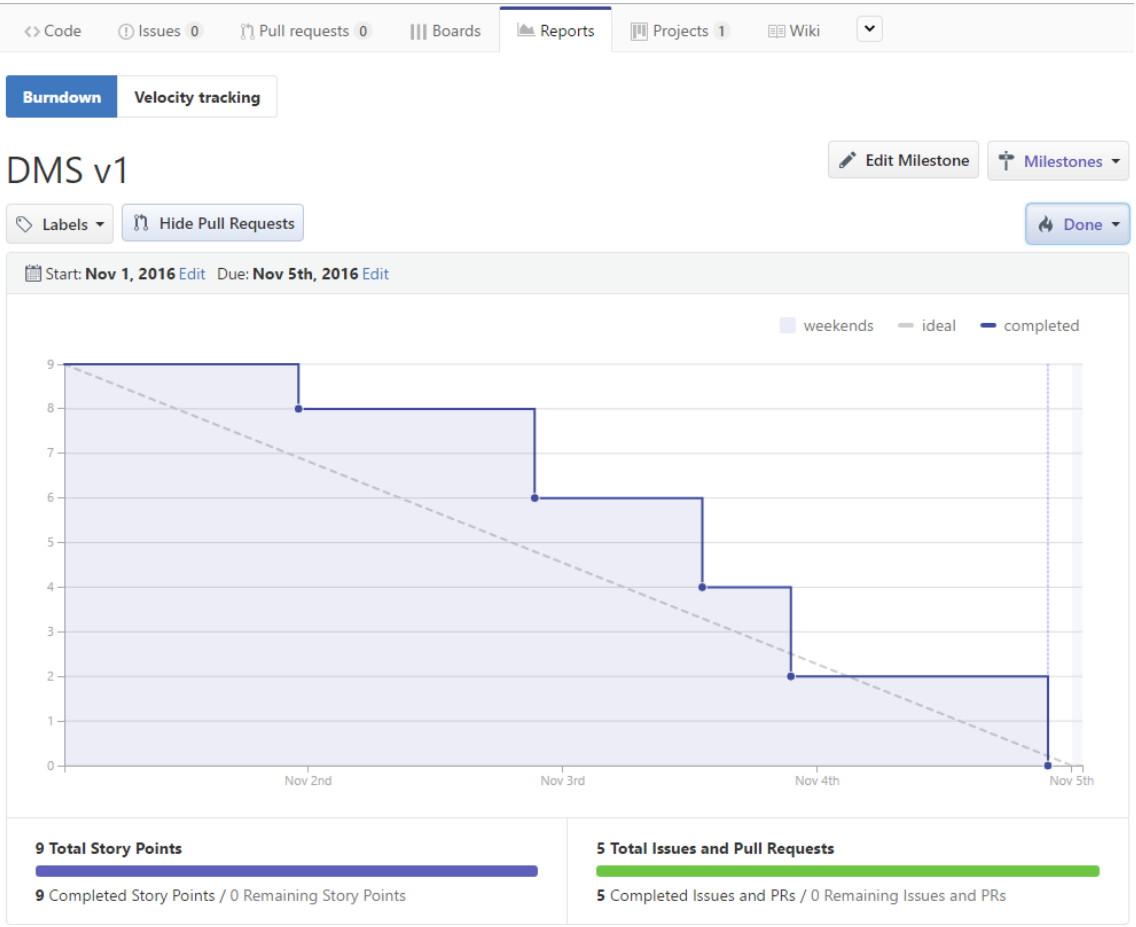 Code Issues 0 Pull requests 0 Boards Reports Projects 1 Wiki
Burndown Velocity tracking
DMS v1
Edit Milestone Milestones
Labels Hide Pull Requests Done
Start: Nov 1, 2016 Edit Due: Nov 5th, 2016 Edit
weekends ideal completed
9
8
7
6
5
4
3
2
1
0
Nov 2nd Nov 3rd Nov 4th Nov 5th
9 Total Story Points
9 Completed Story Points / 0 Remaining Story Points
5 Total Issues and Pull Requests
5 Completed Issues and PRs / 0 Remaining Issues and PRs